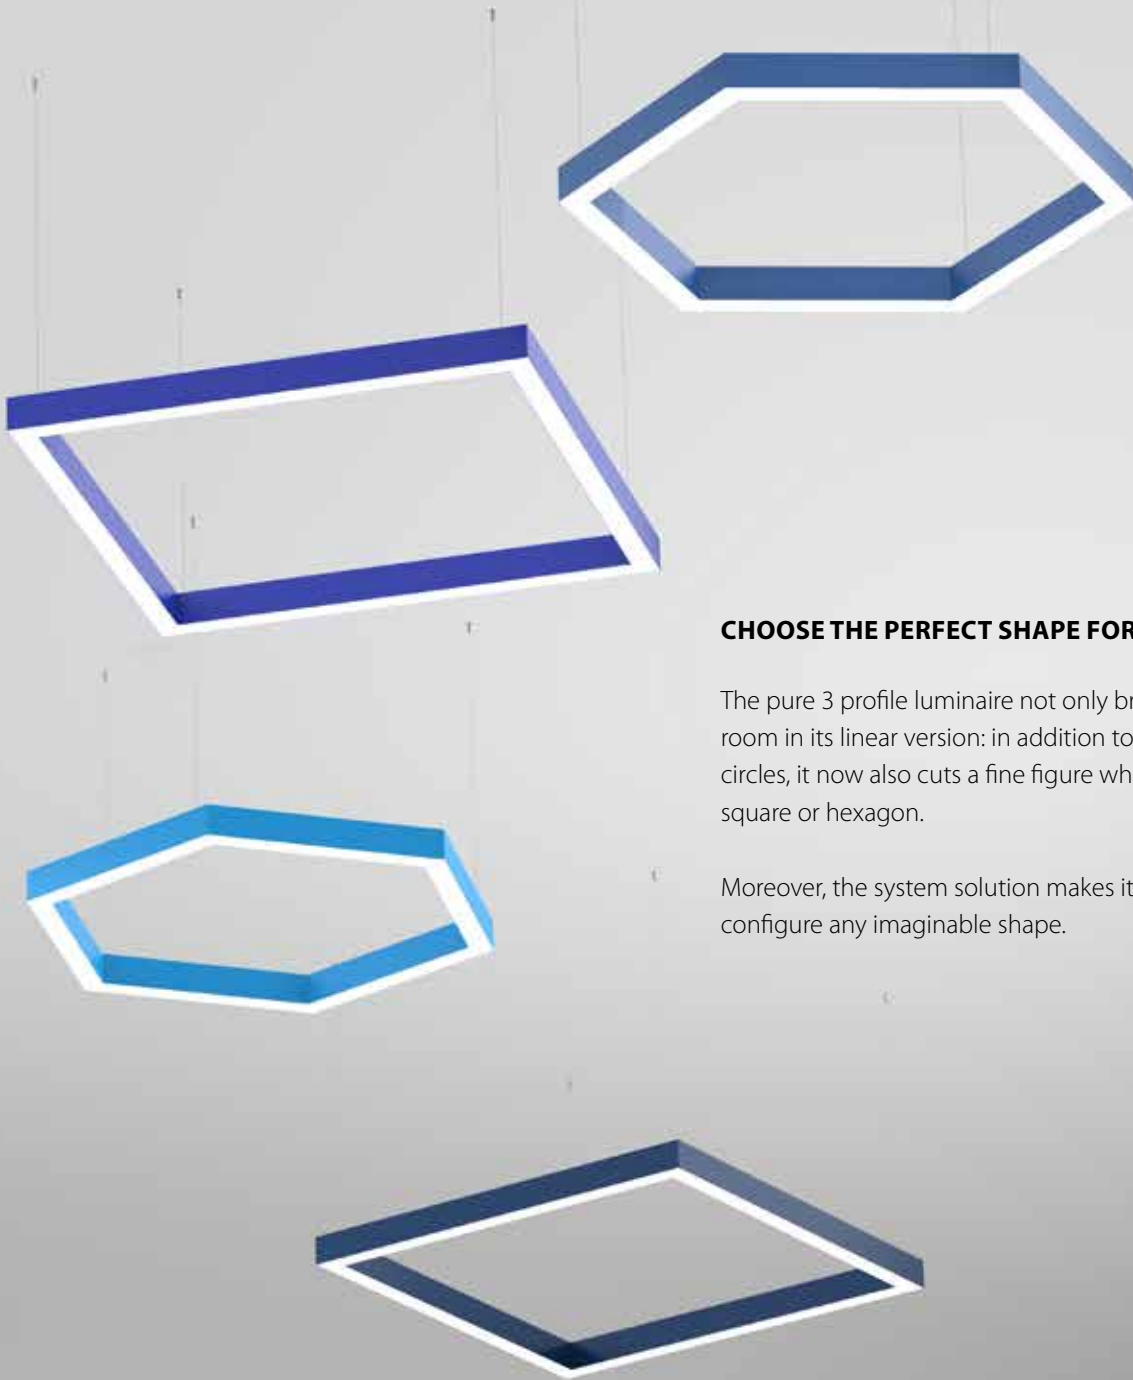 CHOOSE THE PERFECT SHAPE FOR
The pure 3 profile luminaire not only
room in its linear version: in addition to
circles, it now also cuts a fine figure
square or hexagon.
Moreover, the system solution makes it
configure any imaginable shape.